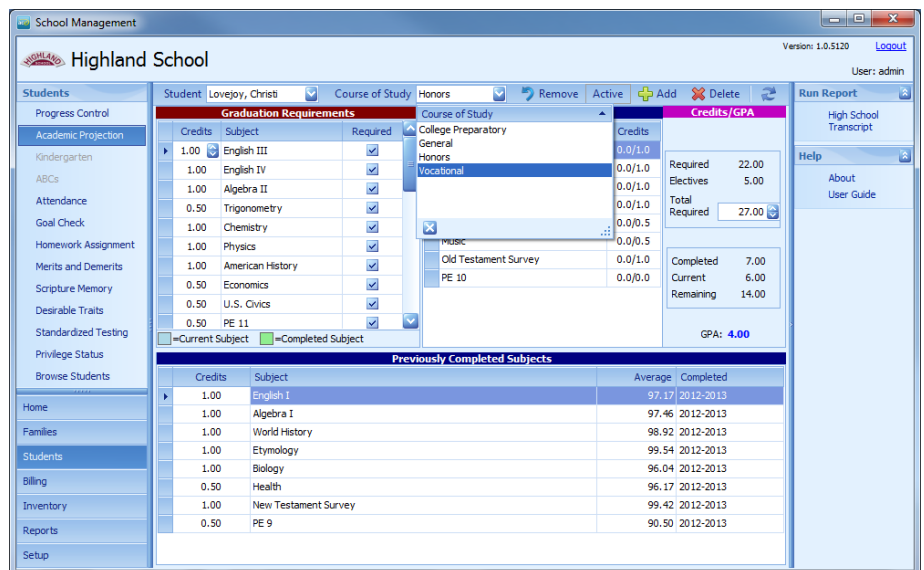 School Management
HIGHLAND Highland School
Version: 1.0.5120 Logout
User: admin
Students
Progress Control
Academic Projection
Kindergarten
ABCs
Attendance
Goal Check
Homework Assignment
Merits and Demerits
Scripture Memory
Desirable Traits
Standardized Testing
Privilege Status
Browse Students
Home
Families
Students
Billing
Inventory
Reports
Setup
Student Lovejoy, Christi Course of Study Honors Remove Active Add Delete
Graduation Requirements
Credits Subject Required
1.00 English III
1.00 English IV
1.00 Algebra II
0.50 Trigonometry
1.00 Chemistry
1.00 Physics
1.00 American History
0.50 Economics
0.50 U.S. Civics
0.50 PE 11
=Current Subject =Completed Subject
Course of Study
College Preparatory
General
Honors
Vocational
Credits
0.0/1.0
0.0/1.0
0.0/1.0
0.0/1.0
0.0/0.5
Music 0.0/0.5
Old Testament Survey 0.0/1.0
PE 10 0.0/0.0
Credits/GPA
Required 22.00
Electives 5.00
Total
Required 27.00
Completed 7.00
Current 6.00
Remaining 14.00
GPA: 4.00
Previously Completed Subjects
Credits Subject Average Completed
1.00 English I 97.17 2012-2013
1.00 Algebra I 97.46 2012-2013
1.00 World History 98.92 2012-2013
1.00 Etymology 99.54 2012-2013
1.00 Biology 96.04 2012-2013
0.50 Health 96.17 2012-2013
1.00 New Testament Survey 99.42 2012-2013
0.50 PE 9 90.50 2012-2013
Run Report
High School
Transcript
Help
About
User Guide